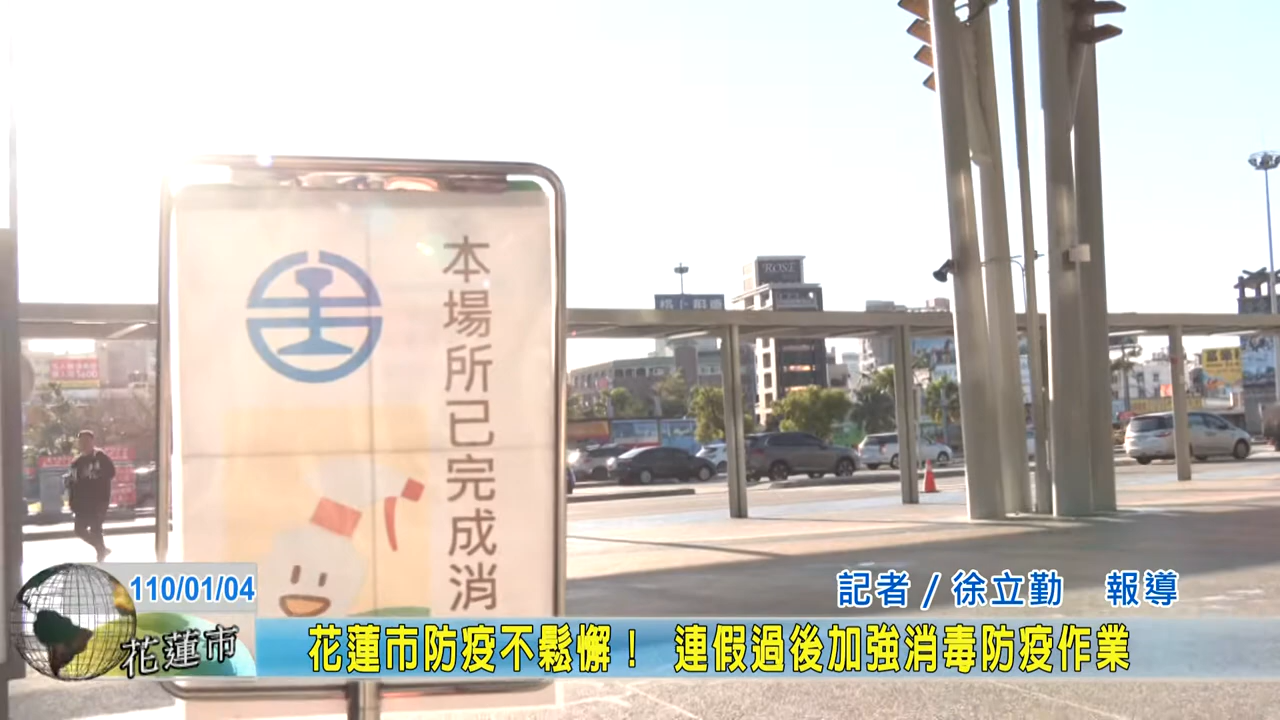 本場所已完成消
ROSE
110/01/04
花蓮市
記者/徐立勤 報導
花蓮市防疫不鬆懈! 連假過後加強消毒防疫作業